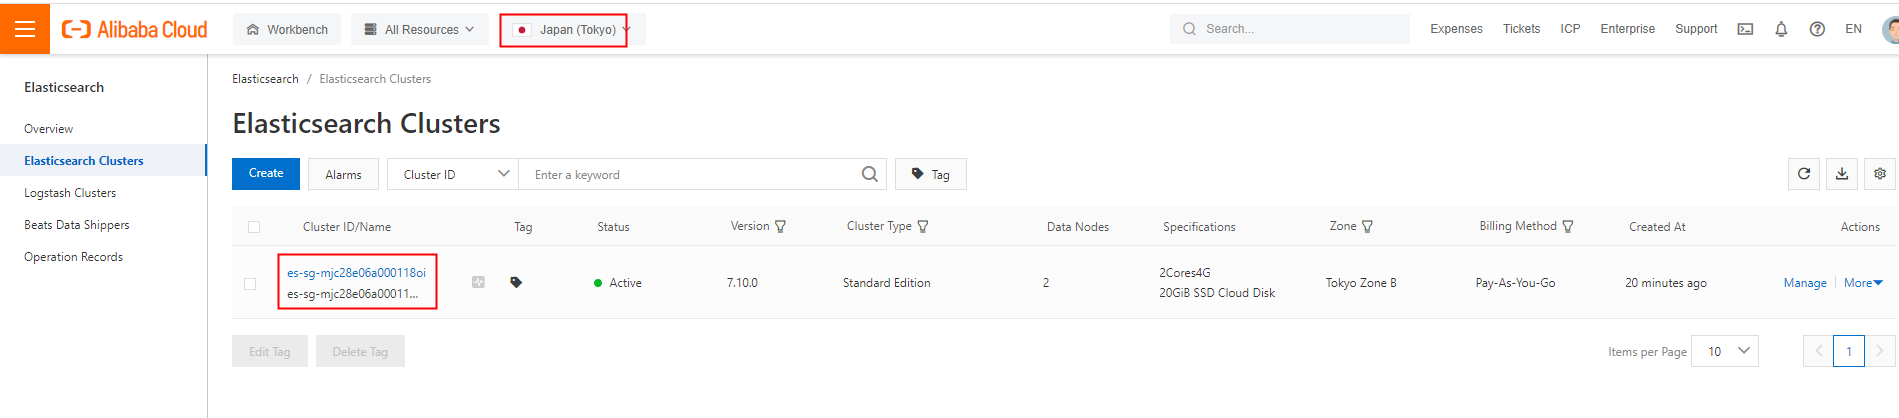 Alibaba Cloud Workbench All Resources Japan (Tokyo) Search... Expenses Tickets ICP Enterprise Support EN
Elasticsearch
Overview
Elasticsearch Clusters
Logstash Clusters
Beats Data Shippers
Operation Records
Elasticsearch / Elasticsearch Clusters
Elasticsearch Clusters
Create Alarms Cluster ID Enter a keyword Tag
Cluster ID/Name Tag Status Version Cluster Type Data Nodes Specifications Zone Billing Method Created At Actions
es-sg-mjc28e06a000118oi
es-sg-mjc28e06a00011...
Active 7.10.0 Standard Edition 2
2Cores4G
20GiB SSD Cloud Disk
Tokyo Zone B Pay-As-You-Go 20 minutes ago Manage More
Edit Tag Delete Tag Items per Page 10 1